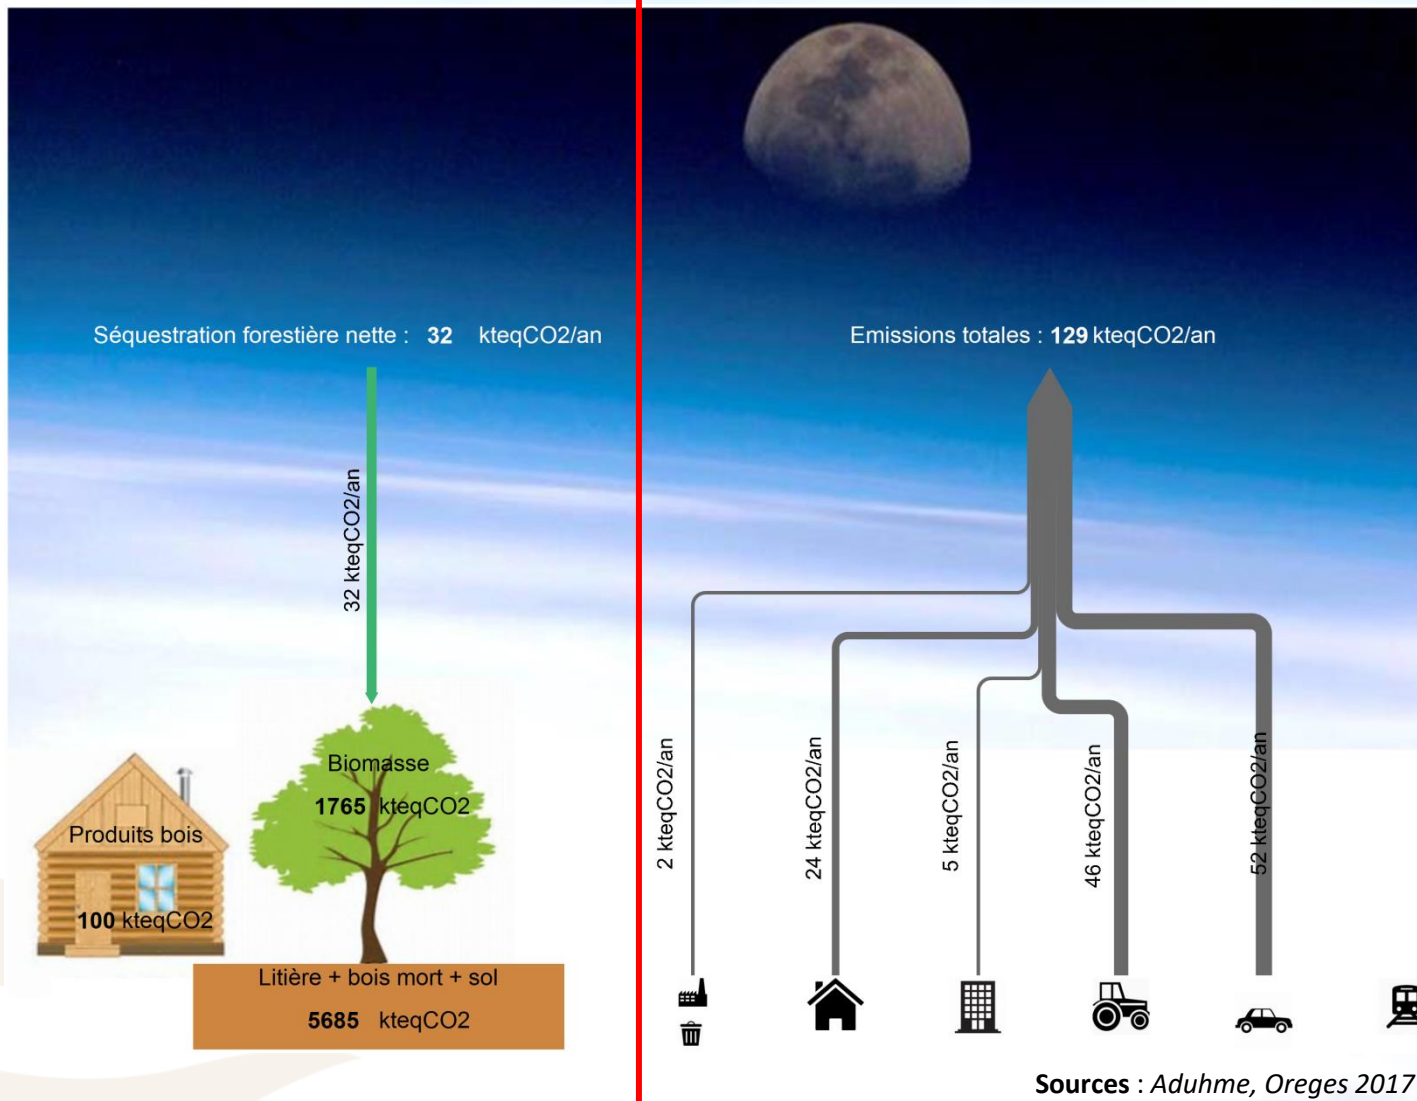 Séquestration forestière nette : 32 kteqCO2/an
32 kteqCO2/an
Biomasse
1765 kteqCO2
Produits bois
100 kteqCO2
Litière + bois mort + sol
5685 kteqCO2
Emissions totales : 129 kteqCO2/an
2 kteqCO2/an
24 kteqCO2/an
5 kteqCO2/an
46 kteqCO2/an
52 kteqCO2/an
Sources : Aduhme, Oreges 2017